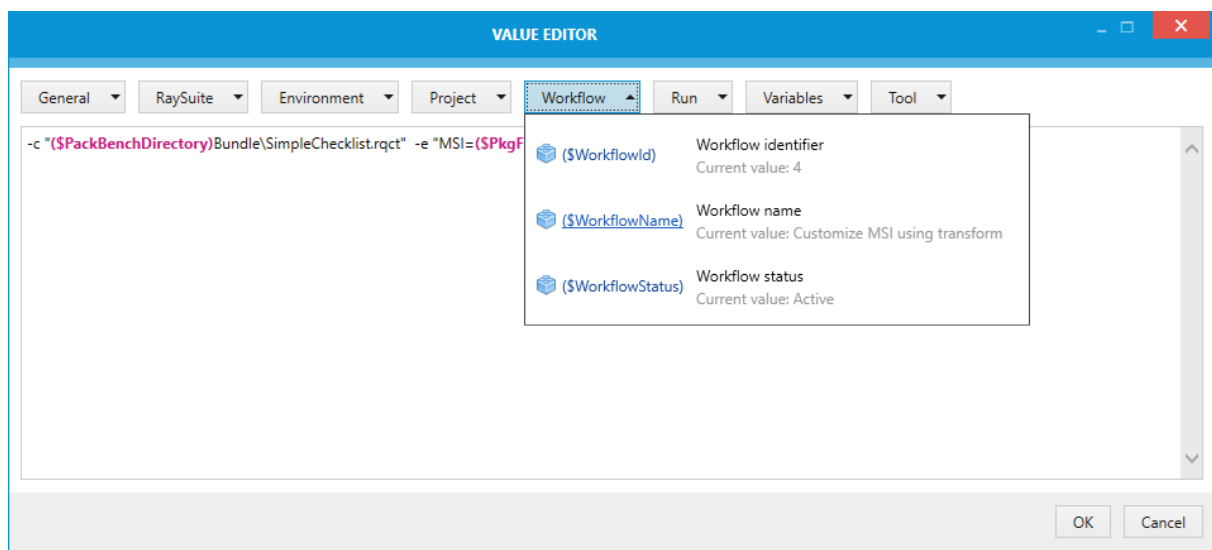 VALUE EDITOR
General RaySuite Environment Project Workflow Run Variables Tool
-c "($PackBenchDirectory)Bundle\SimpleChecklist.rqct" -e "MSI=($PkgF
($WorkflowId) Workflow identifier
Current value: 4
($WorkflowName) Workflow name
Current value: Customize MSI using transform
($WorkflowStatus) Workflow status
Current value: Active
OK Cancel